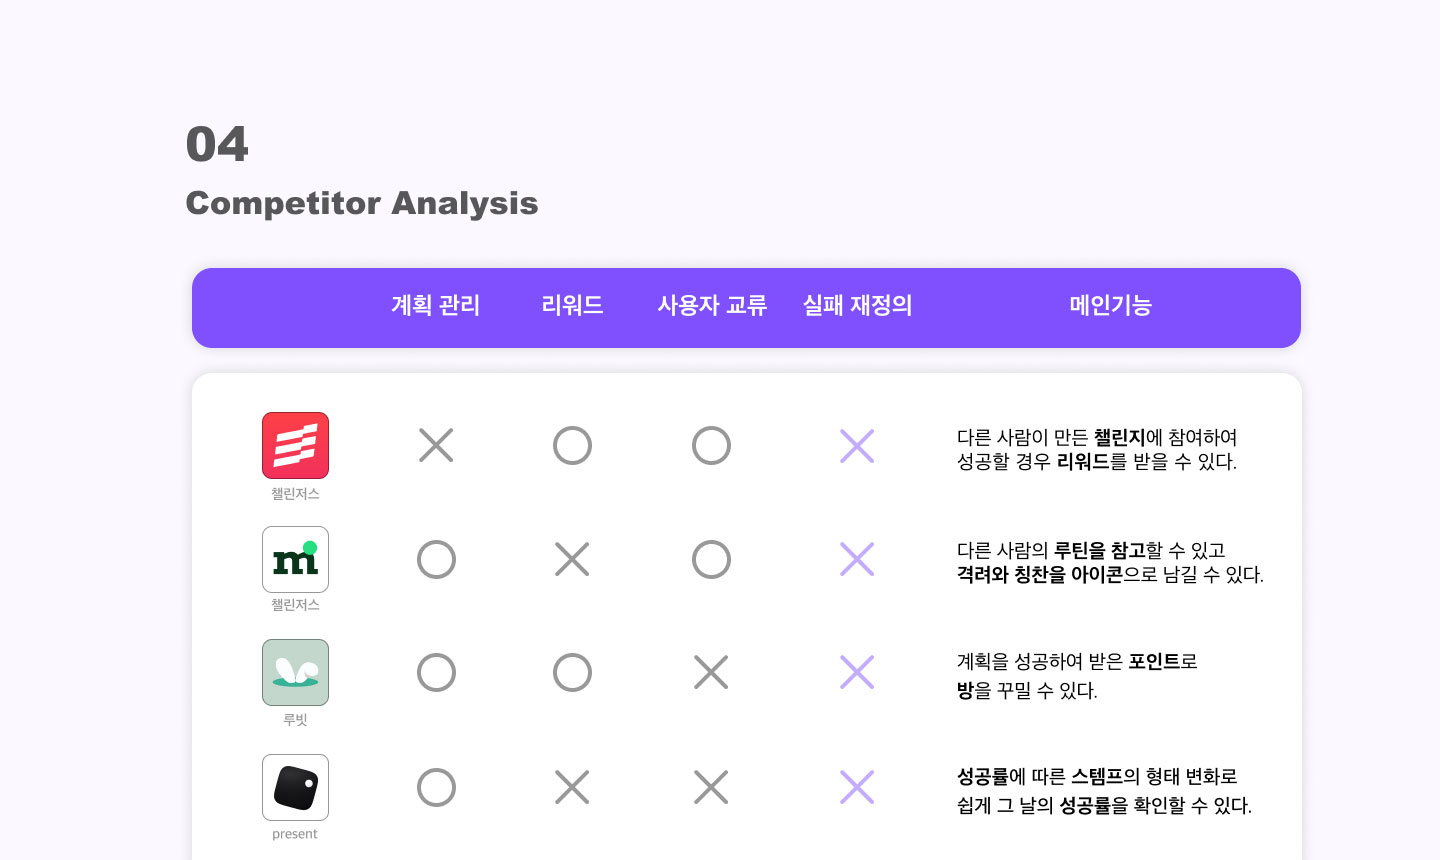 04
Competitor Analysis
계획 관리 리워드 사용자 교류 실패 재정의 메인기능
다른 사람이 만든 챌린지에 참여하여
성공할 경우 리워드를 받을 수 있다.
챌린저스
m
다른 사람의 루틴을 참고할 수 있고
격려와 칭찬을 아이콘으로 남길 수 있다.
챌린저스
계획을 성공하여 받은 포인트로
방을 꾸밀 수 있다.
루빗
성공률에 따른 스템프의 형태 변화로
쉽게 그 날의 성공률을 확인할 수 있다.
present